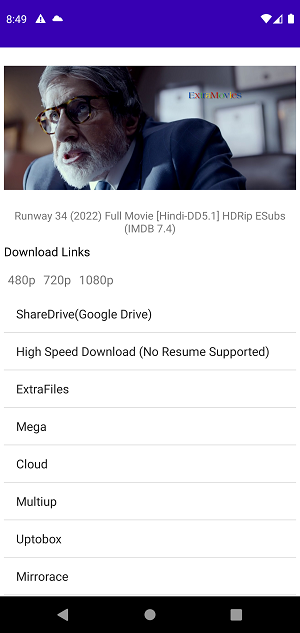 8:49
ExtraMovies
Runway 34 (2022) Full Movie [Hindi-DD5.1] HDRip ESubs
(IMDB 7.4)
Download Links
480p 720p 1080p
ShareDrive(Google Drive)
High Speed Download (No Resume Supported)
ExtraFiles
Mega
Cloud
Multiup
Uptobox
Mirrorace